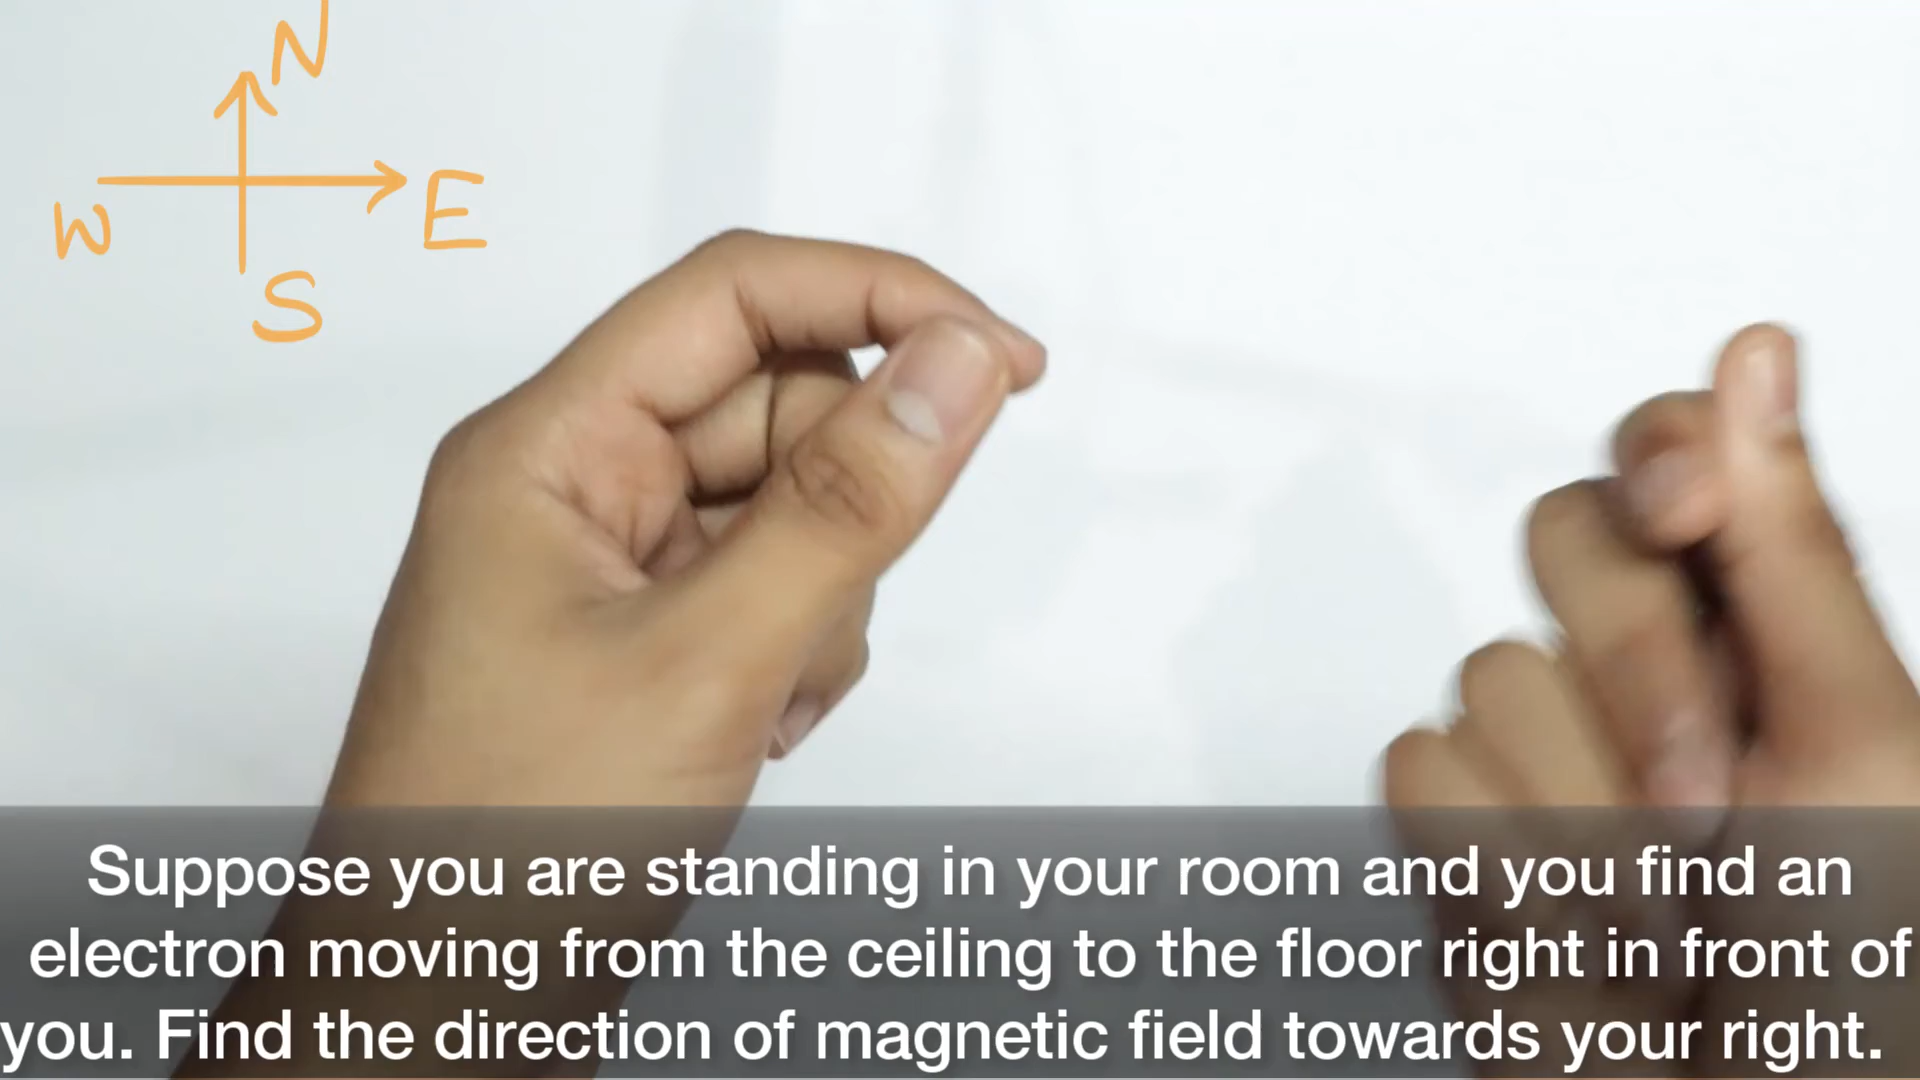 N
W
E
S
Suppose you are standing in your room and you find an
electron moving from the ceiling to the floor right in front of
you. Find the direction of magnetic field towards your right.